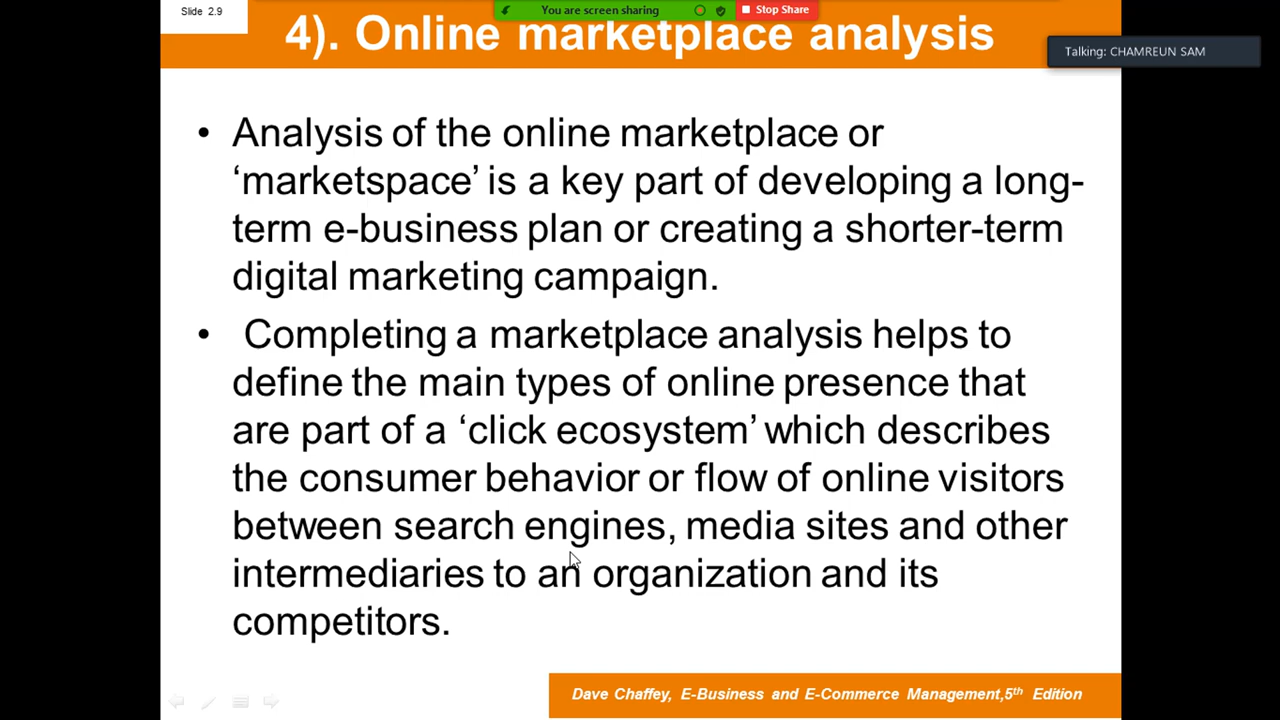 Slide 2.9
You are screen sharing
Stop Share
4). Online marketplace analysis
Talking: CHAMREUN SAM
• Analysis of the online marketplace or
‘marketspace’ is a key part of developing a long-
term e-business plan or creating a shorter-term
digital marketing campaign.
• Completing a marketplace analysis helps to
define the main types of online presence that
are part of a ‘click ecosystem’ which describes
the consumer behavior or flow of online visitors
between search engines, media sites and other
intermediaries to an organization and its
competitors.
Dave Chaffey, E-Business and E-Commerce Management,5th Edition